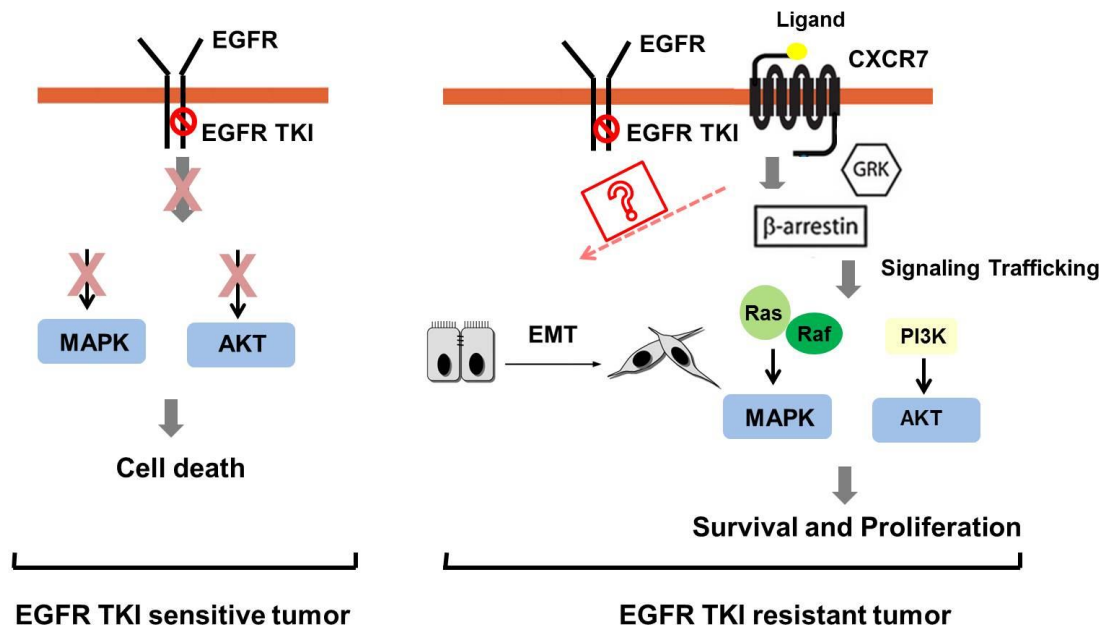 EGFR
EGFR TKI
X
X
X
MAPK
AKT
Cell death
EGFR TKI sensitive tumor
Ligand
EGFR
CXCR7
EGFR TKI
GRK
?
β-arrestin
Signaling Trafficking
Ras
Raf
PI3K
EMT
MAPK
AKT
Survival and Proliferation
EGFR TKI resistant tumor